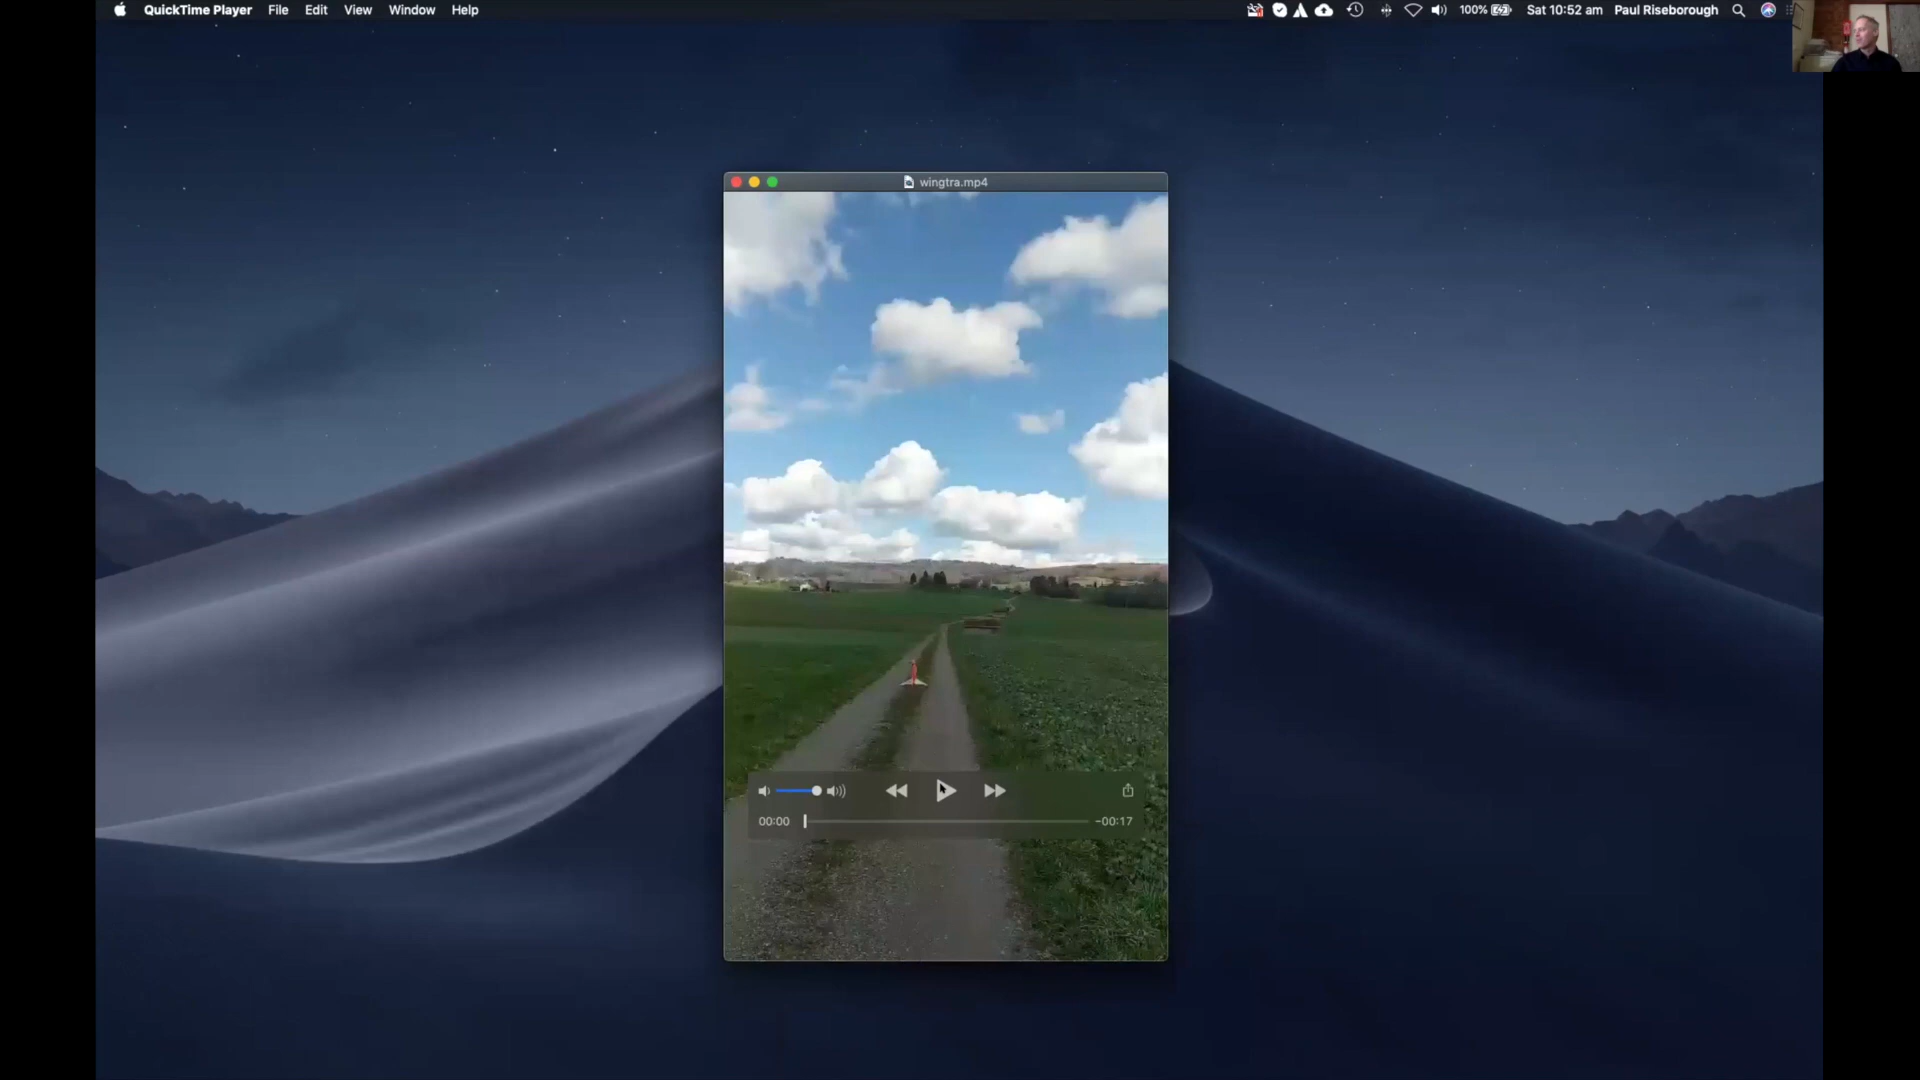 QuickTime Player File Edit View Window Help 100% Sat 10:52 am Paul Riseborough
wingtra.mp4
00:00 -00:17